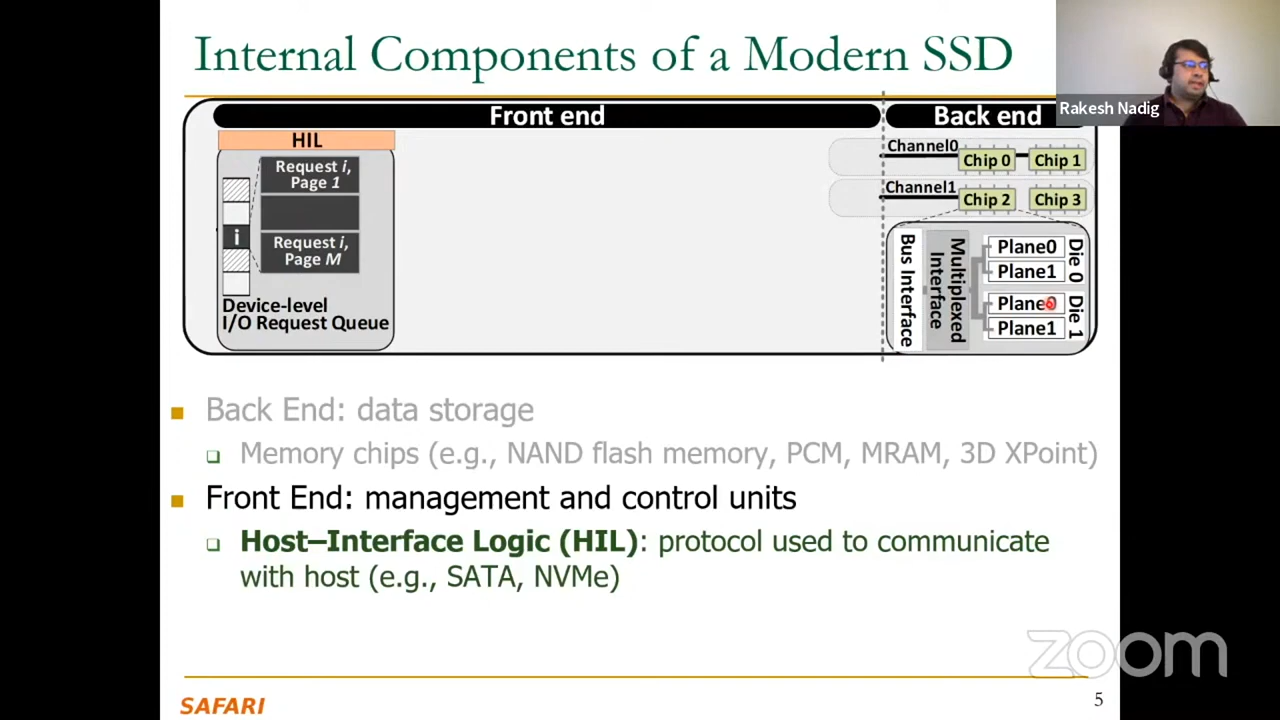 Internal Components of a Modern SSD
Rakesh Nadig
Front end
Back end
HIL
Request i,
Page 1
Request i,
Page M
i
Device-level
I/O Request Queue
Channel0
Chip 0
Chip 1
Channel1
Chip 2
Chip 3
Bus Interface
Multiplexed
Interface
Plane0
Plane1
Die 0
Plane0
Plane1
Die 1
Back End: data storage
Memory chips (e.g., NAND flash memory, PCM, MRAM, 3D XPoint)
Front End: management and control units
Host–Interface Logic (HIL): protocol used to communicate
with host (e.g., SATA, NVMe)
zoom
SAFARI
5